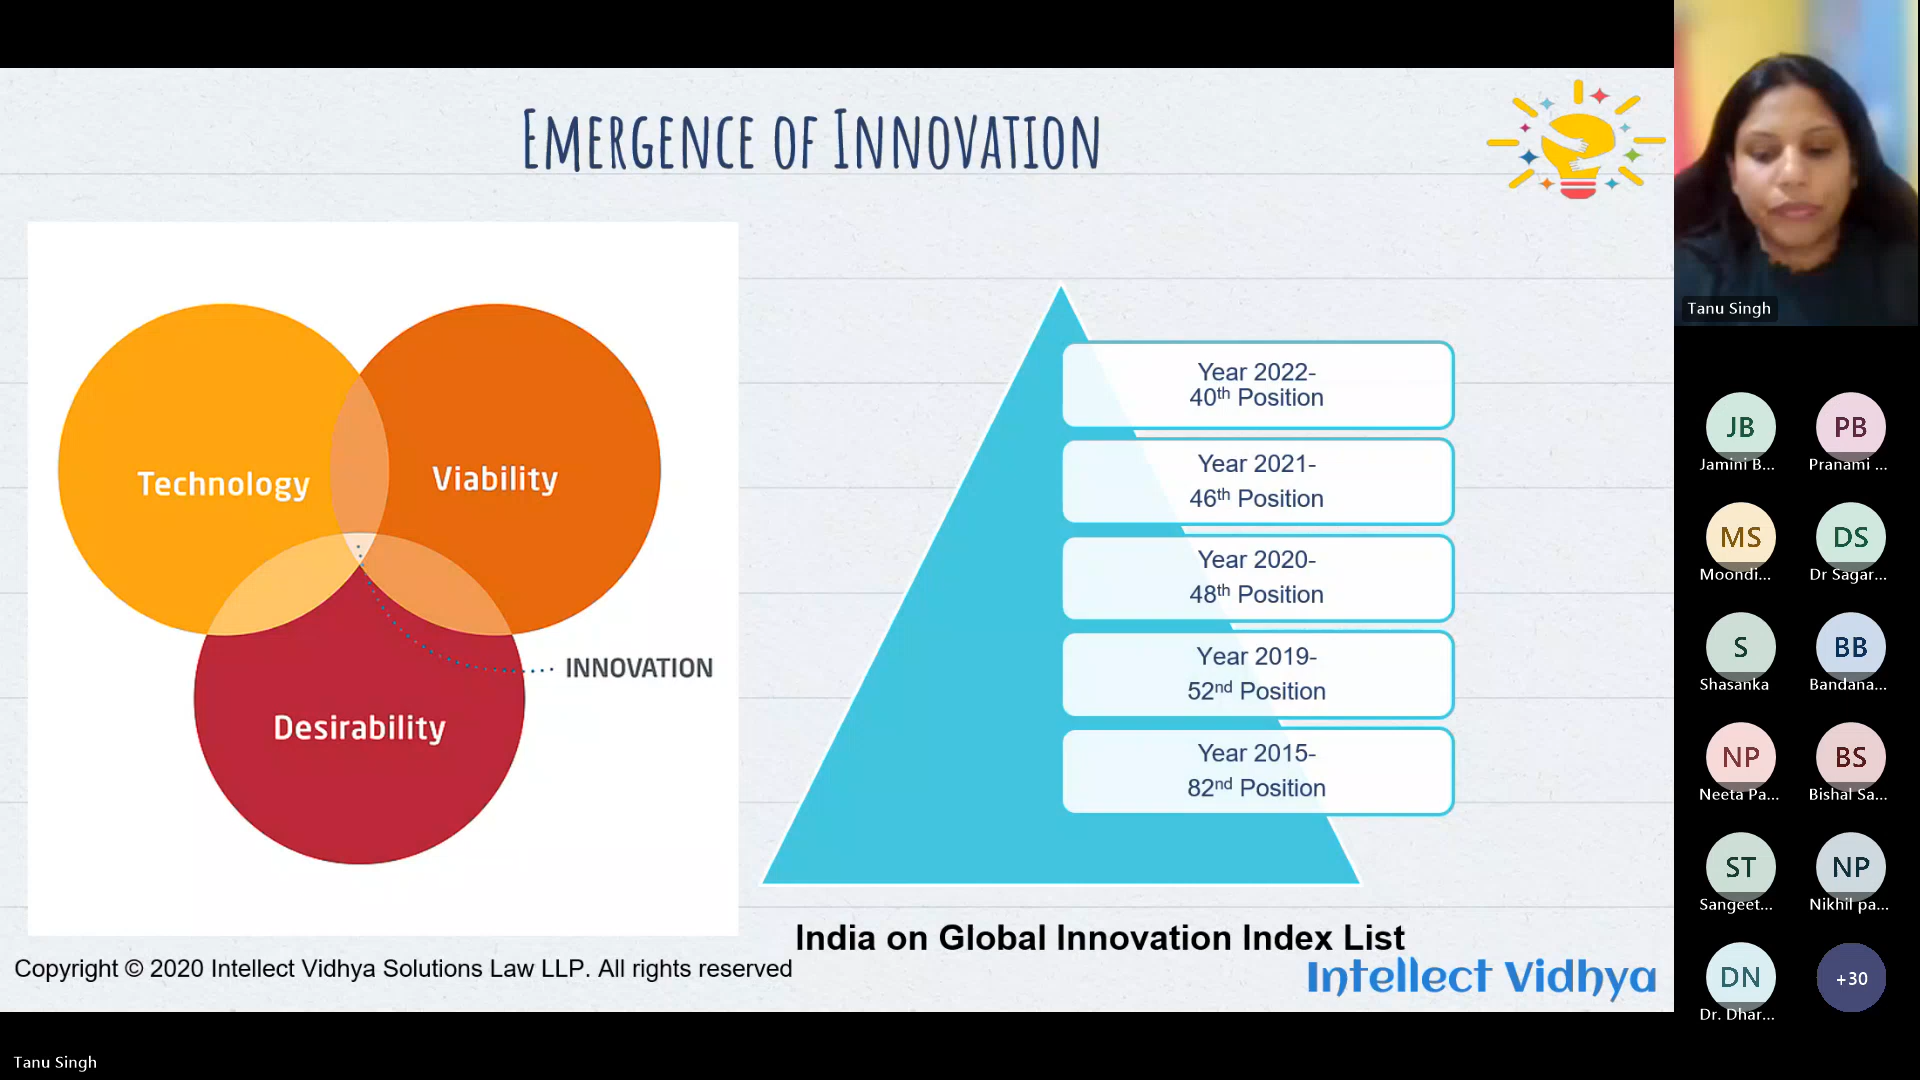 EMERGENCE OF INNOVATION
Technology
Viability
Desirability
INNOVATION
Year 2022-
40th Position
Year 2021-
46th Position
Year 2020-
48th Position
Year 2019-
52nd Position
Year 2015-
82nd Position
India on Global Innovation Index List
Copyright © 2020 Intellect Vidhya Solutions Law LLP. All rights reserved
Intellect Vidhya
Tanu Singh
Tanu Singh
JB
PB
Jamini B...
Pranami ...
MS
DS
Moondi...
Dr Sagar...
S
BB
Shasanka
Bandana...
NP
BS
Neeta Pa...
Bishal Sa...
ST
NP
Sangeet...
Nikhil pa...
DN
+30
Dr. Dhar...